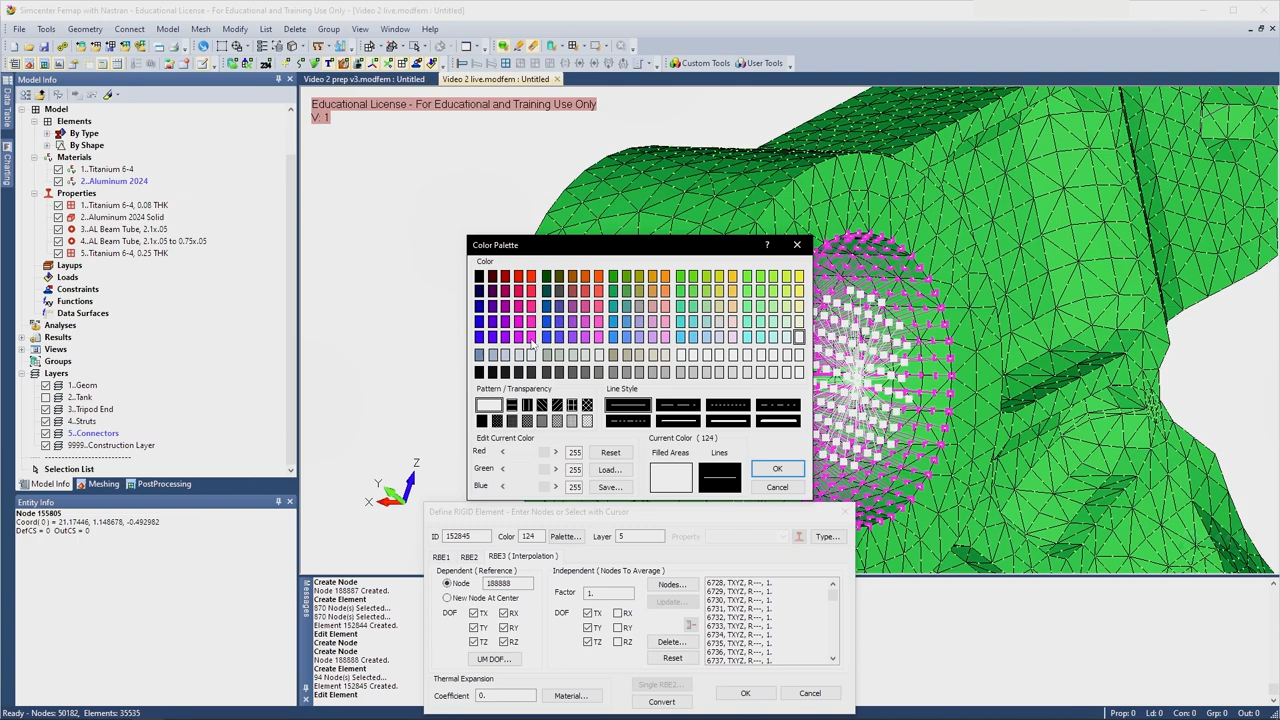 Simcenter Femap with Nastran - Educational License - For Educational and Training Use Only - [Video 2 live.modfem : Untitled]
File Tools Geometry Connect Model Modify Mesh List Delete Group View Window Help
Custom Tools User Tools
Model Info
Video 2 prep v3.modfem : Untitled Video 2 live.modfem : Untitled
Data Table
Charting
Educational License - For Educational and Training Use Only
V: 1
Model
Elements
By Type
By Shape
Materials
1..Titanium 6-4
2..Aluminum 2024
Properties
1..Titanium 6-4, 0.08 THK
2..Aluminum 2024 Solid
3..AL Beam Tube, 2.1x.05
4..AL Beam Tube, 2.1x.05 to 0.75x.05
5..Titanium 6-4, 0.25 THK
Layups
Loads
Constraints
Functions
Data Surfaces
Analyses
Results
Views
Groups
Layers
1..Geom
2..Tank
3..Tripod End
4..Struts
5..Connectors
9999..Construction Layer
Selection List
Model Info Meshing PostProcessing
Entity Info
Node 155805
Coord( 0 ) = 21.17446, 1.148678, -0.492982
DefCS = 0 OutCS = 0
X Y Z
Color Palette
? ×
Color
Pattern / Transparency Line Style
Edit Current Color Current Color ( 124 )
Red < > 255 Reset Filled Areas Lines
Green < > 255 Load... OK
Blue < > 255 Save... Cancel
Define RIGID Element - Enter Nodes or Select with Cursor
ID 152845 Color 124 Palette... Layer 5 Property Type...
RBE1 RBE2 RBE3 ( Interpolation )
Dependent ( Reference )
Node 188888
New Node At Center
DOF TX RX
TY RY
TZ RZ
UM DOF...
Independent ( Nodes To Average )
Factor 1. Nodes...
Update...
DOF TX RX
TY RY
TZ RZ
Delete...
Reset
6728, TXYZ, R---, 1.
6729, TXYZ, R---, 1.
6730, TXYZ, R---, 1.
6731, TXYZ, R---, 1.
6732, TXYZ, R---, 1.
6733, TXYZ, R---, 1.
6734, TXYZ, R---, 1.
6735, TXYZ, R---, 1.
6736, TXYZ, R---, 1.
6737, TXYZ, R---, 1.
Thermal Expansion
Coefficient 0. Material...
Single RBE2...
Convert
OK Cancel
Messages
Create Node
Node 188887 Created.
Create Element
870 Node(s) Selected...
870 Node(s) Selected...
Element 152844 Created.
Edit Element
Create Node
Create Node
Node 188888 Created.
Create Element
94 Node(s) Selected...
Element 152845 Created.
Edit Element
Ready - Nodes: 50182, Elements: 35535
Prop: 0 Ld: 0 Con: 0 Grp: 0 Out: 0